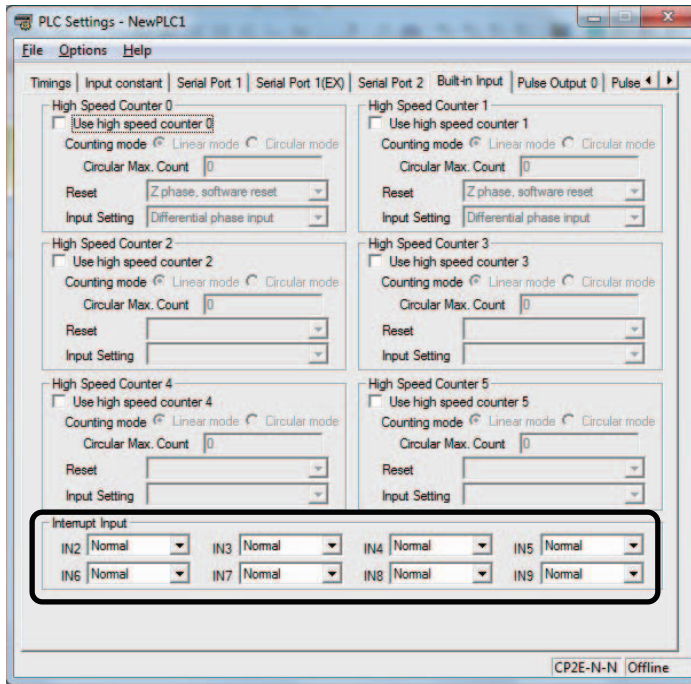 PLC Settings - NewPLC1
File Options Help
Timings Input constant Serial Port 1 Serial Port 1(EX) Serial Port 2 Built-in Input Pulse Output 0 Pulse
High Speed Counter 0
Use high speed counter 0
Counting mode Linear mode Circular mode
Circular Max. Count 0
Reset Z phase, software reset
Input Setting Differential phase input
High Speed Counter 1
Use high speed counter 1
Counting mode Linear mode Circular mode
Circular Max. Count 0
Reset Z phase, software reset
Input Setting Differential phase input
High Speed Counter 2
Use high speed counter 2
Counting mode Linear mode Circular mode
Circular Max. Count 0
Reset
Input Setting
High Speed Counter 3
Use high speed counter 3
Counting mode Linear mode Circular mode
Circular Max. Count 0
Reset
Input Setting
High Speed Counter 4
Use high speed counter 4
Counting mode Linear mode Circular mode
Circular Max. Count 0
Reset
Input Setting
High Speed Counter 5
Use high speed counter 5
Counting mode Linear mode Circular mode
Circular Max. Count 0
Reset
Input Setting
Interrupt Input
IN2 Normal IN3 Normal IN4 Normal IN5 Normal
IN6 Normal IN7 Normal IN8 Normal IN9 Normal
CP2E-N-N Offline